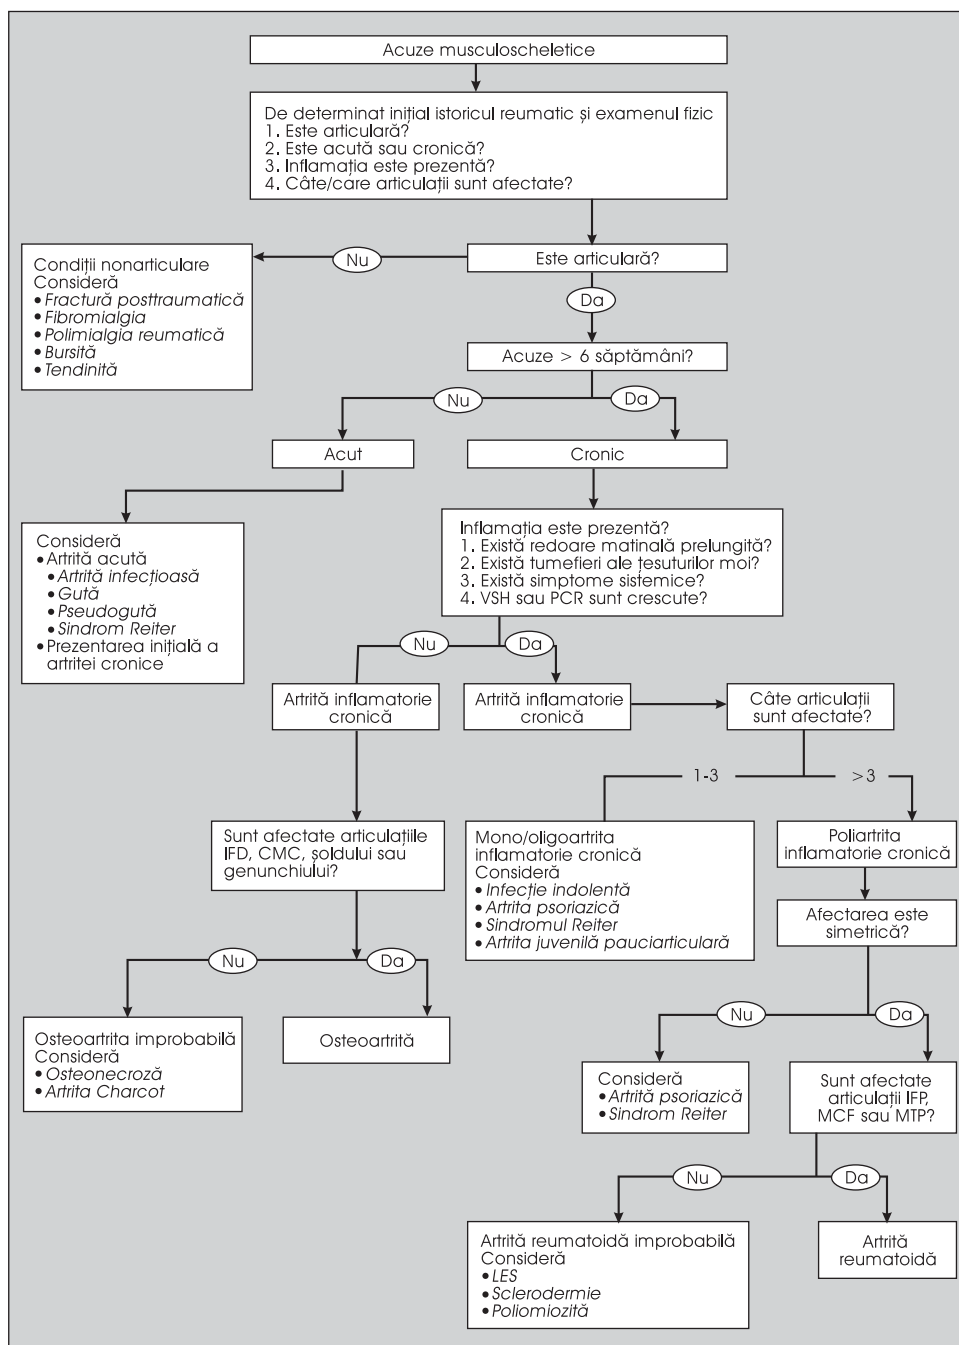 Acuze musculoscheletice
De determinat inițial istoricul reumatic și examenul fizic
1. Este articulară?
2. Este acută sau cronică?
3. Inflamația este prezentă?
4. Câte/care articulații sunt afectate?
Nu
Este articulară?
Condiții nonarticulare
Consideră
• Fractură posttraumatică
• Fibromialgia
• Polimialgia reumatică
• Bursită
• Tendinită
Da
Acuze > 6 săptămâni?
Nu
Da
Acut
Cronic
Consideră
• Artrită acută
• Artrită infecțioasă
• Gută
• Pseudogută
• Sindrom Reiter
• Prezentarea inițială a
artritei cronice
Inflamația este prezentă?
1. Există redoare matinală prelungită?
2. Există tumefieri ale țesuturilor moi?
3. Există simptome sistemice?
4. VSH sau PCR sunt crescute?
Nu
Da
Artrită inflamatorie
cronică
Artrită inflamatorie
cronică
Câte articulații
sunt afectate?
1-3
>3
Sunt afectate articulațiile
IFD, CMC, șoldului sau
genunchiului?
Mono/oligoartrita
inflamatorie cronică
Consideră
• Infecție indolentă
• Artrita psoriazică
• Sindromul Reiter
• Artrita juvenilă pauciarticulară
Poliartrita
inflamatorie cronică
Afectarea este
simetrică?
Nu
Da
Osteoartrita improbabilă
Consideră
• Osteonecroză
• Artrita Charcot
Osteoartrită
Nu
Da
Consideră
• Artrită psoriazică
• Sindrom Reiter
Sunt afectate
articulații IFP,
MCF sau MTP?
Nu
Da
Artrită reumatoidă improbabilă
Consideră
• LES
• Sclerodermie
• Poliomiozită
Artrită
reumatoidă